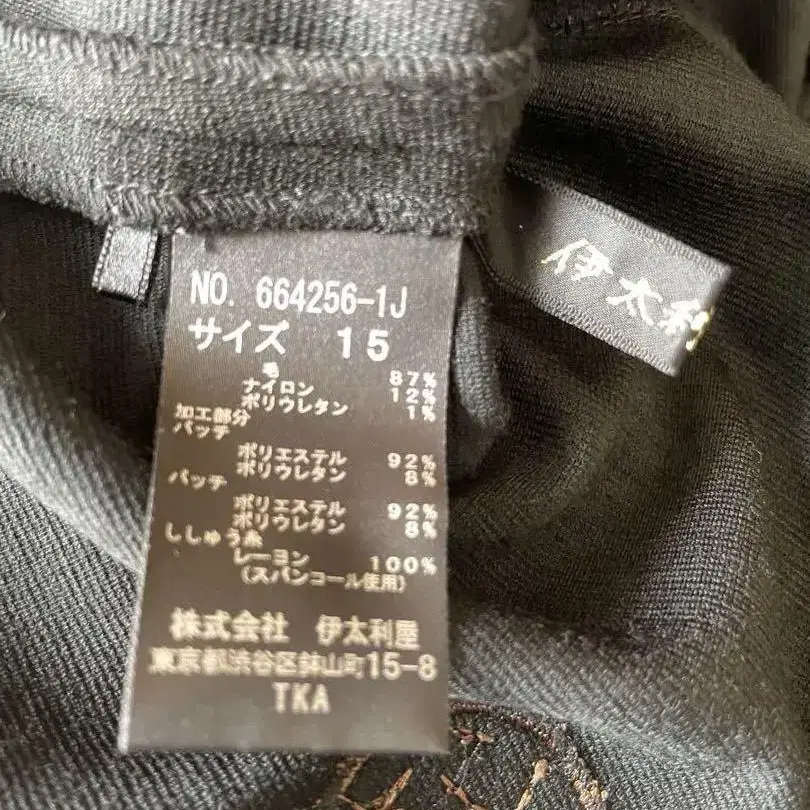 NO. 664256-1J
サイズ 15
毛 87%
ナイロン 12%
ポリウレタン 1%
加工部分
パッチ
ポリエステル 92%
ポリウレタン 8%
パッチ
ポリエステル 92%
ポリウレタン 8%
ししゅう糸
レーヨン 100%
(スパンコール使用)
株式会社 伊太利屋
東京都渋谷区鉢山町15-8
TKA
伊太利